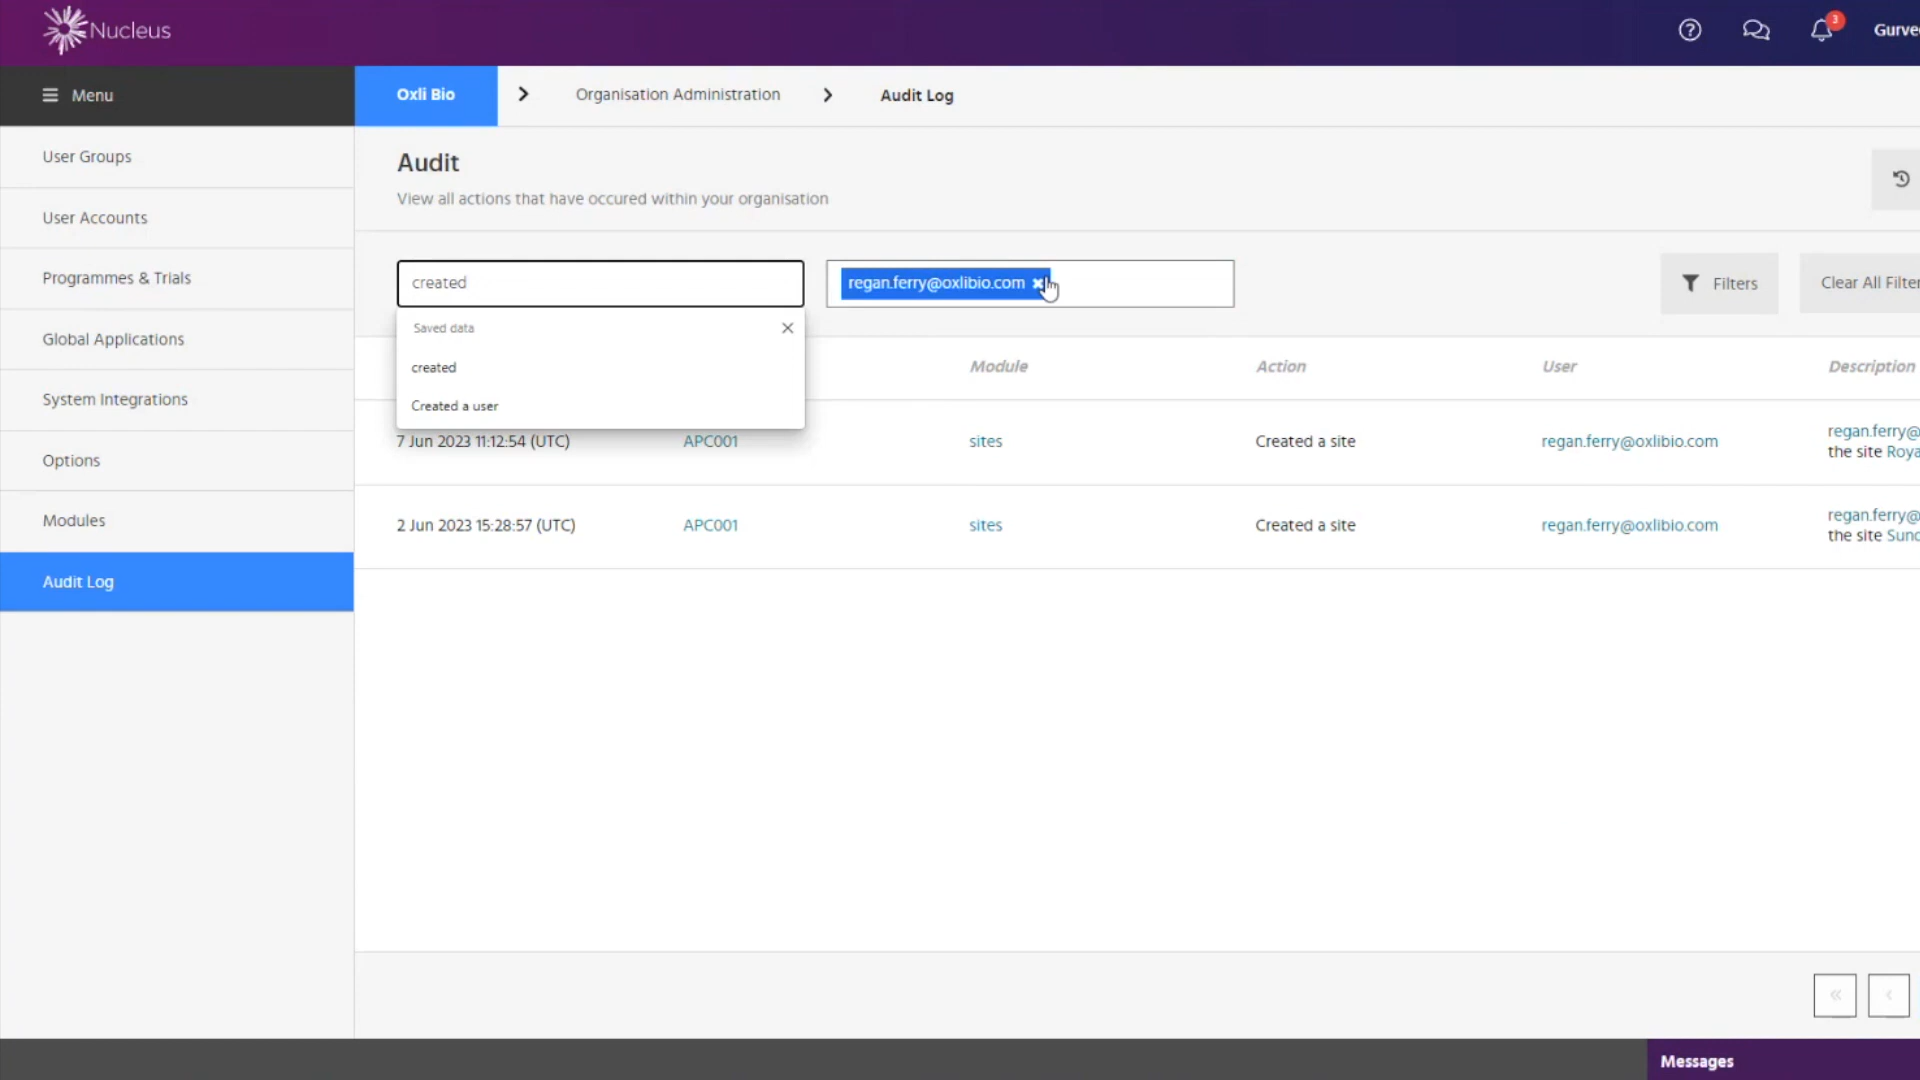 Nucleus
3
Gurve
Menu
Oxli Bio
Organisation Administration
Audit Log
User Groups
User Accounts
Programmes & Trials
Global Applications
System Integrations
Options
Modules
Audit Log
Audit
View all actions that have occured within your organisation
created
regan.ferry@oxlibio.com
Filters
Clear All Filter
Saved data
created
Created a user
Module
Action
User
Description
7 Jun 2023 11:12:54 (UTC)
APC001
sites
Created a site
regan.ferry@oxlibio.com
regan.ferry@
the site Roya
2 Jun 2023 15:28:57 (UTC)
APC001
sites
Created a site
regan.ferry@oxlibio.com
regan.ferry@
the site Sund
Messages